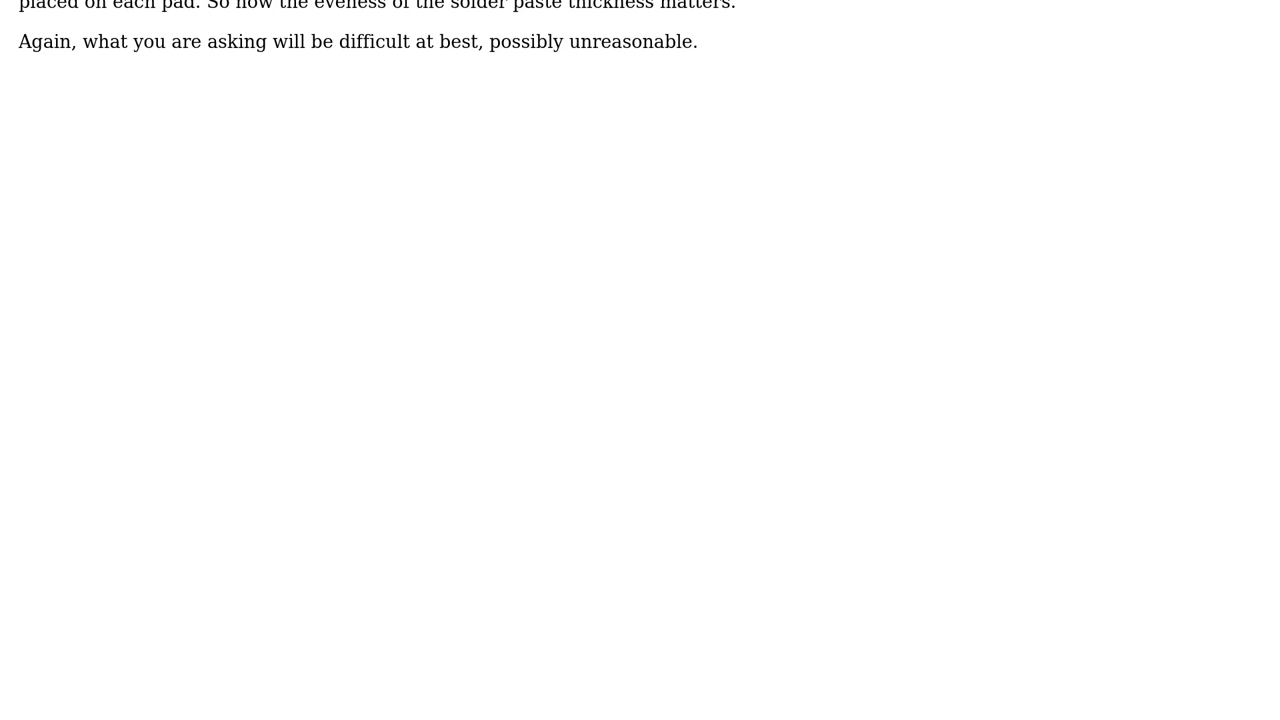 placed on each pad. So now the eveness of the solder paste thickness matters.
Again, what you are asking will be difficult at best, possibly unreasonable.